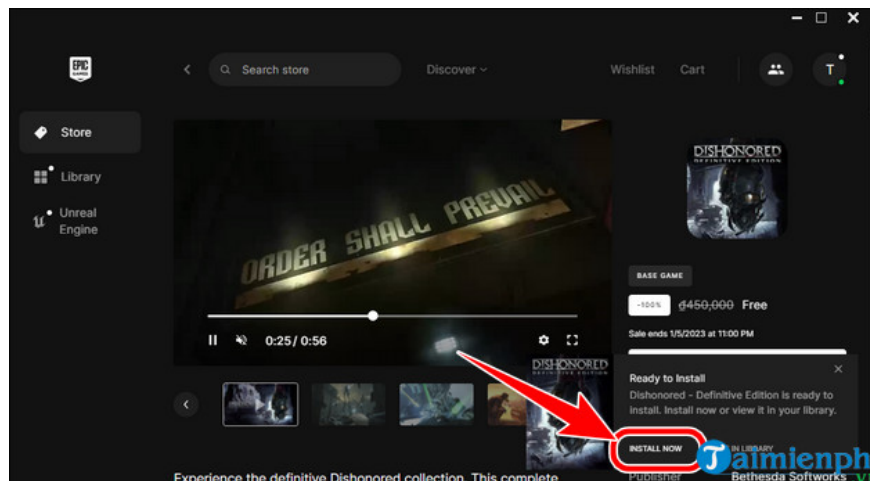 EPIC
GAMES
Search store
Discover
Wishlist
Cart
T
Store
Library
Unreal
Engine
ORDER SHALL PREVAIL
0:25 / 0:56
DISHONORED
DEFINITIVE EDITION
BASE GAME
-100%
₫450,000
Free
Sale ends 1/5/2023 at 11:00 PM
DISHONORED
DEFINITIVE EDITION
Ready to Install
Dishonored - Definitive Edition is ready to
install. Install now or view it in your library.
INSTALL NOW
IN LIBRARY
Taimienph
Publisher
Bethesda Softworks
Experience the definitive Dishonored collection. This complete